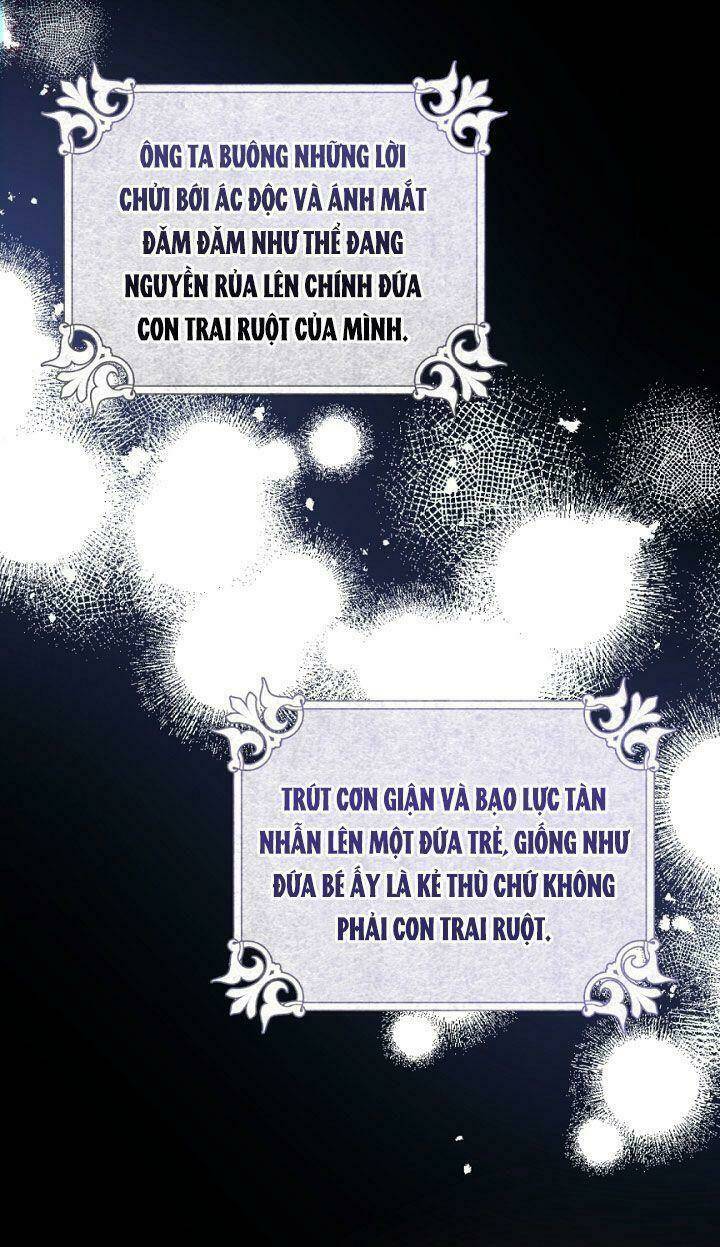 ÔNG TA BUÔNG NHỮNG LỜI
CHỬI BỚI ÁC ĐỘC VÀ ÁNH MẮT
ĐĂM ĐĂM NHƯ THỂ ĐANG
NGUYỀN RỦA LÊN CHÍNH ĐỨA
CON TRAI RUỘT CỦA MÌNH.
TRÚT CƠN GIẬN VÀ BẠO LỰC TÀN
NHẪN LÊN MỘT ĐỨA TRẺ, GIỐNG NHƯ
ĐỨA BÉ ẤY LÀ KẺ THÙ CHỨ KHÔNG
PHẢI CON TRAI RUỘT.